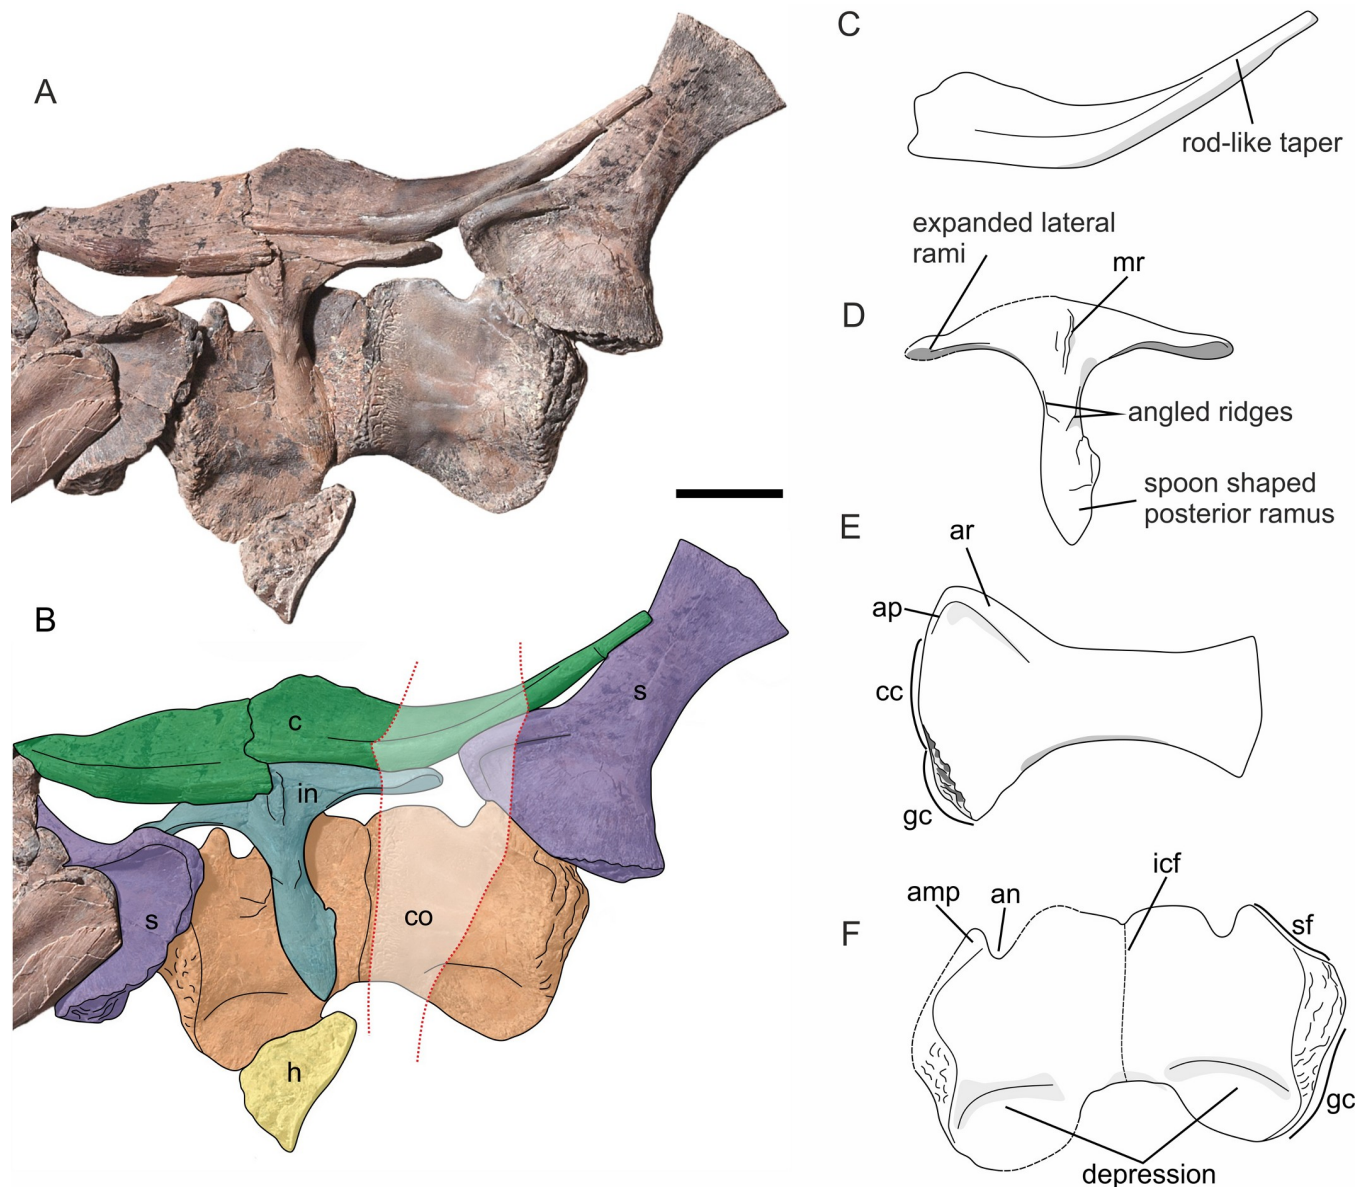 A
B
c
s
in
s
co
h
C
rod-like taper
expanded lateral
rami
mr
D
angled ridges
spoon shaped
posterior ramus
E
ar
ap
cc
gc
F
amp
an
icf
sf
gc
depression